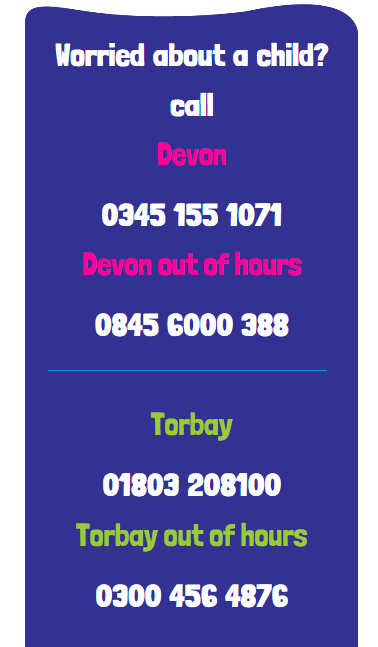 Worried about a child?
call
Devon
0345 155 1071
Devon out of hours
0845 6000 388
Torbay
01803 208100
Torbay out of hours
0300 456 4876